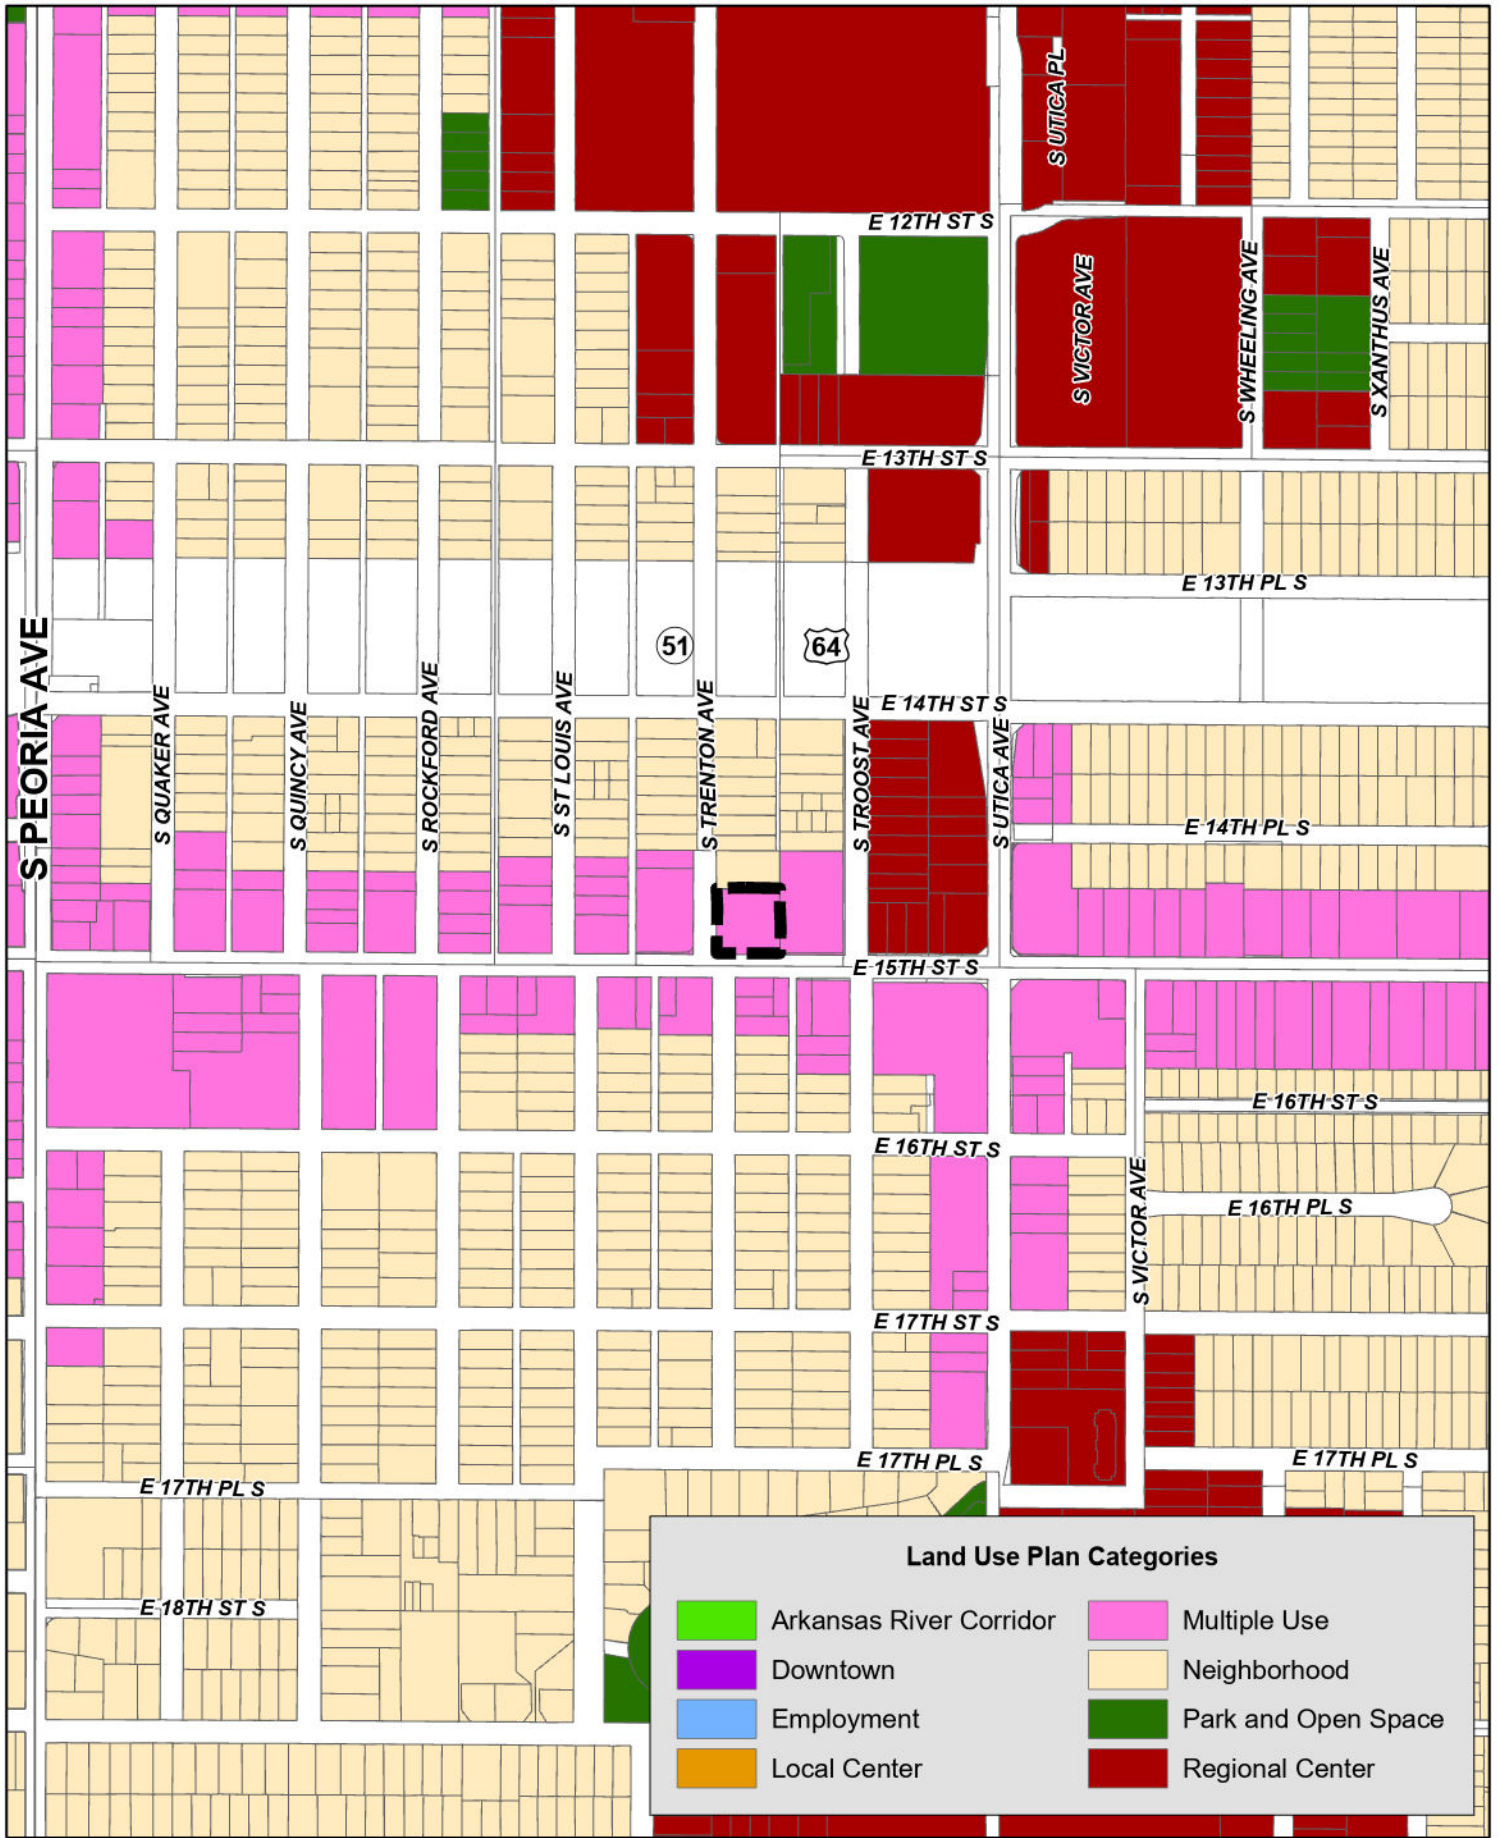 S UTICA PL
E 12TH ST S
S VICTOR AVE
S WHEELING AVE
S XANTHUS AVE
E 13TH ST S
E 13TH PL S
51
64
S PEORIA AVE
S QUAKER AVE
S QUINCY AVE
S ROCKFORD AVE
S ST LOUIS AVE
S TRENTON AVE
S TROOST AVE
E 14TH ST S
S UTICA AVE
E 14TH PL S
E 15TH ST S
E 16TH ST S
E 16TH ST S
S VICTOR AVE
E 16TH PL S
E 17TH ST S
E 17TH PL S
E 17TH PL S
E 17TH PL S
E 18TH ST S
Land Use Plan Categories
Arkansas River Corridor
Downtown
Employment
Local Center
Multiple Use
Neighborhood
Park and Open Space
Regional Center